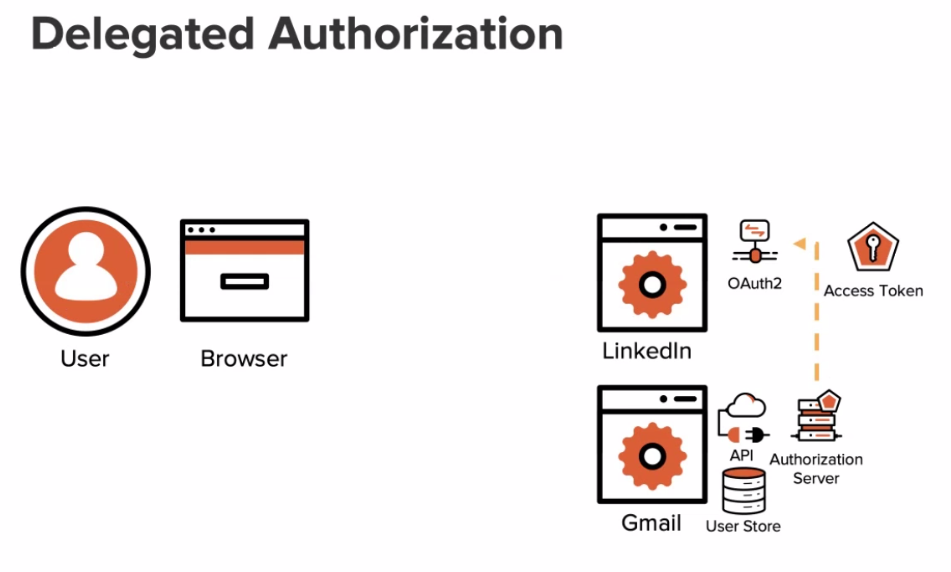 Delegated Authorization
User
Browser
LinkedIn
OAuth2
Access Token
Gmail
API
Authorization
Server
User Store